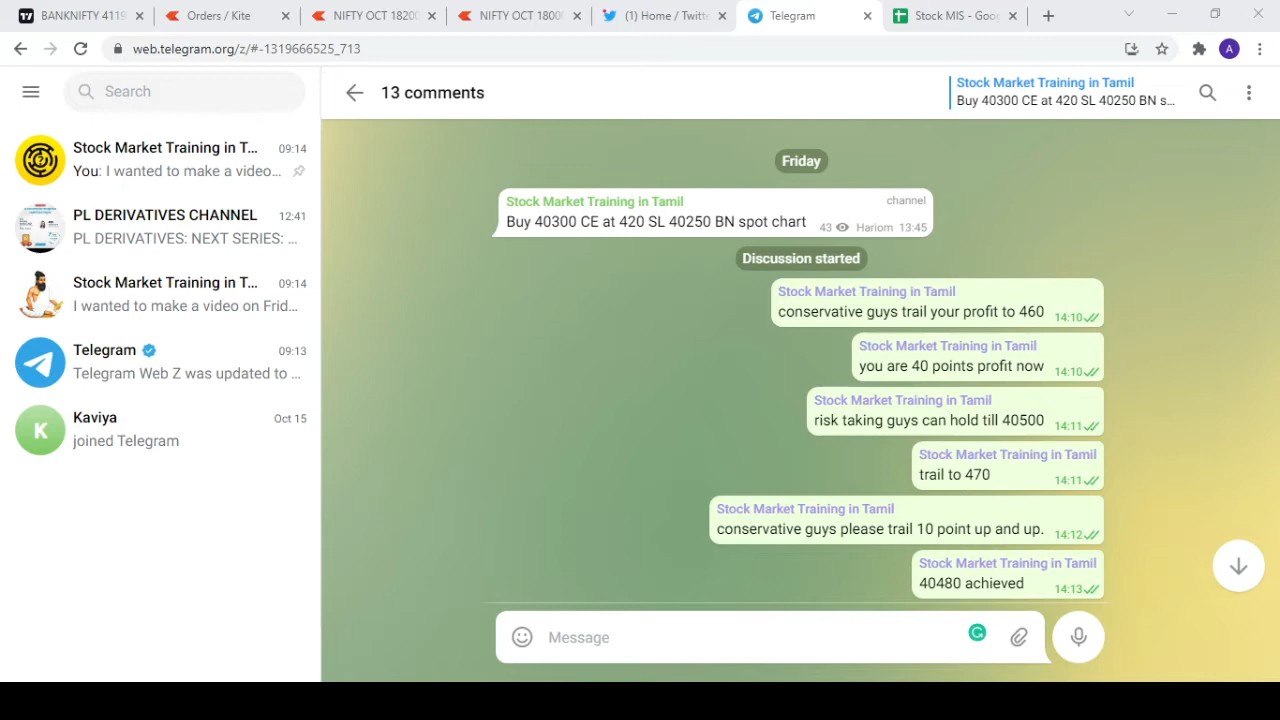 BANKNIFTY 4119
Orders / Kite
NIFTY OCT 1820
NIFTY OCT 1800
(1) Home / Twitte
Telegram
Stock MIS - Goo
web.telegram.org/z/#-1319666525_713
A
Search
13 comments
Stock Market Training in Tamil
Buy 40300 CE at 420 SL 40250 BN s...
Stock Market Training in T... 09:14
You: I wanted to make a video...
PL DERIVATIVES CHANNEL 12:41
PL DERIVATIVES: NEXT SERIES: ...
Stock Market Training in T... 09:14
I wanted to make a video on Frid...
Telegram 09:13
Telegram Web Z was updated to ...
K
Kaviya Oct 15
joined Telegram
Friday
Stock Market Training in Tamil channel
Buy 40300 CE at 420 SL 40250 BN spot chart 43 Hariom 13:45
Discussion started
Stock Market Training in Tamil
conservative guys trail your profit to 460 14:10
Stock Market Training in Tamil
you are 40 points profit now 14:10
Stock Market Training in Tamil
risk taking guys can hold till 40500 14:11
Stock Market Training in Tamil
trail to 470 14:11
Stock Market Training in Tamil
conservative guys please trail 10 point up and up. 14:12
Stock Market Training in Tamil
40480 achieved 14:13
Message